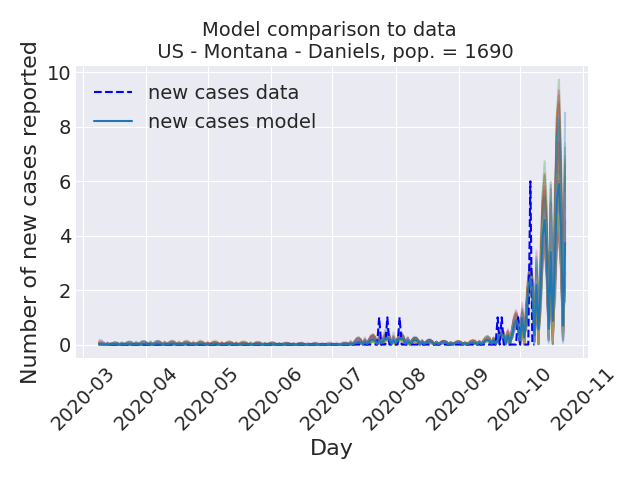 Model comparison to data
US - Montana - Daniels, pop. = 1690
Number of new cases reported
10
8
6
4
2
0
new cases data
new cases model
2020-03
2020-04
2020-05
2020-06
2020-07
2020-08
2020-09
2020-10
2020-11
Day